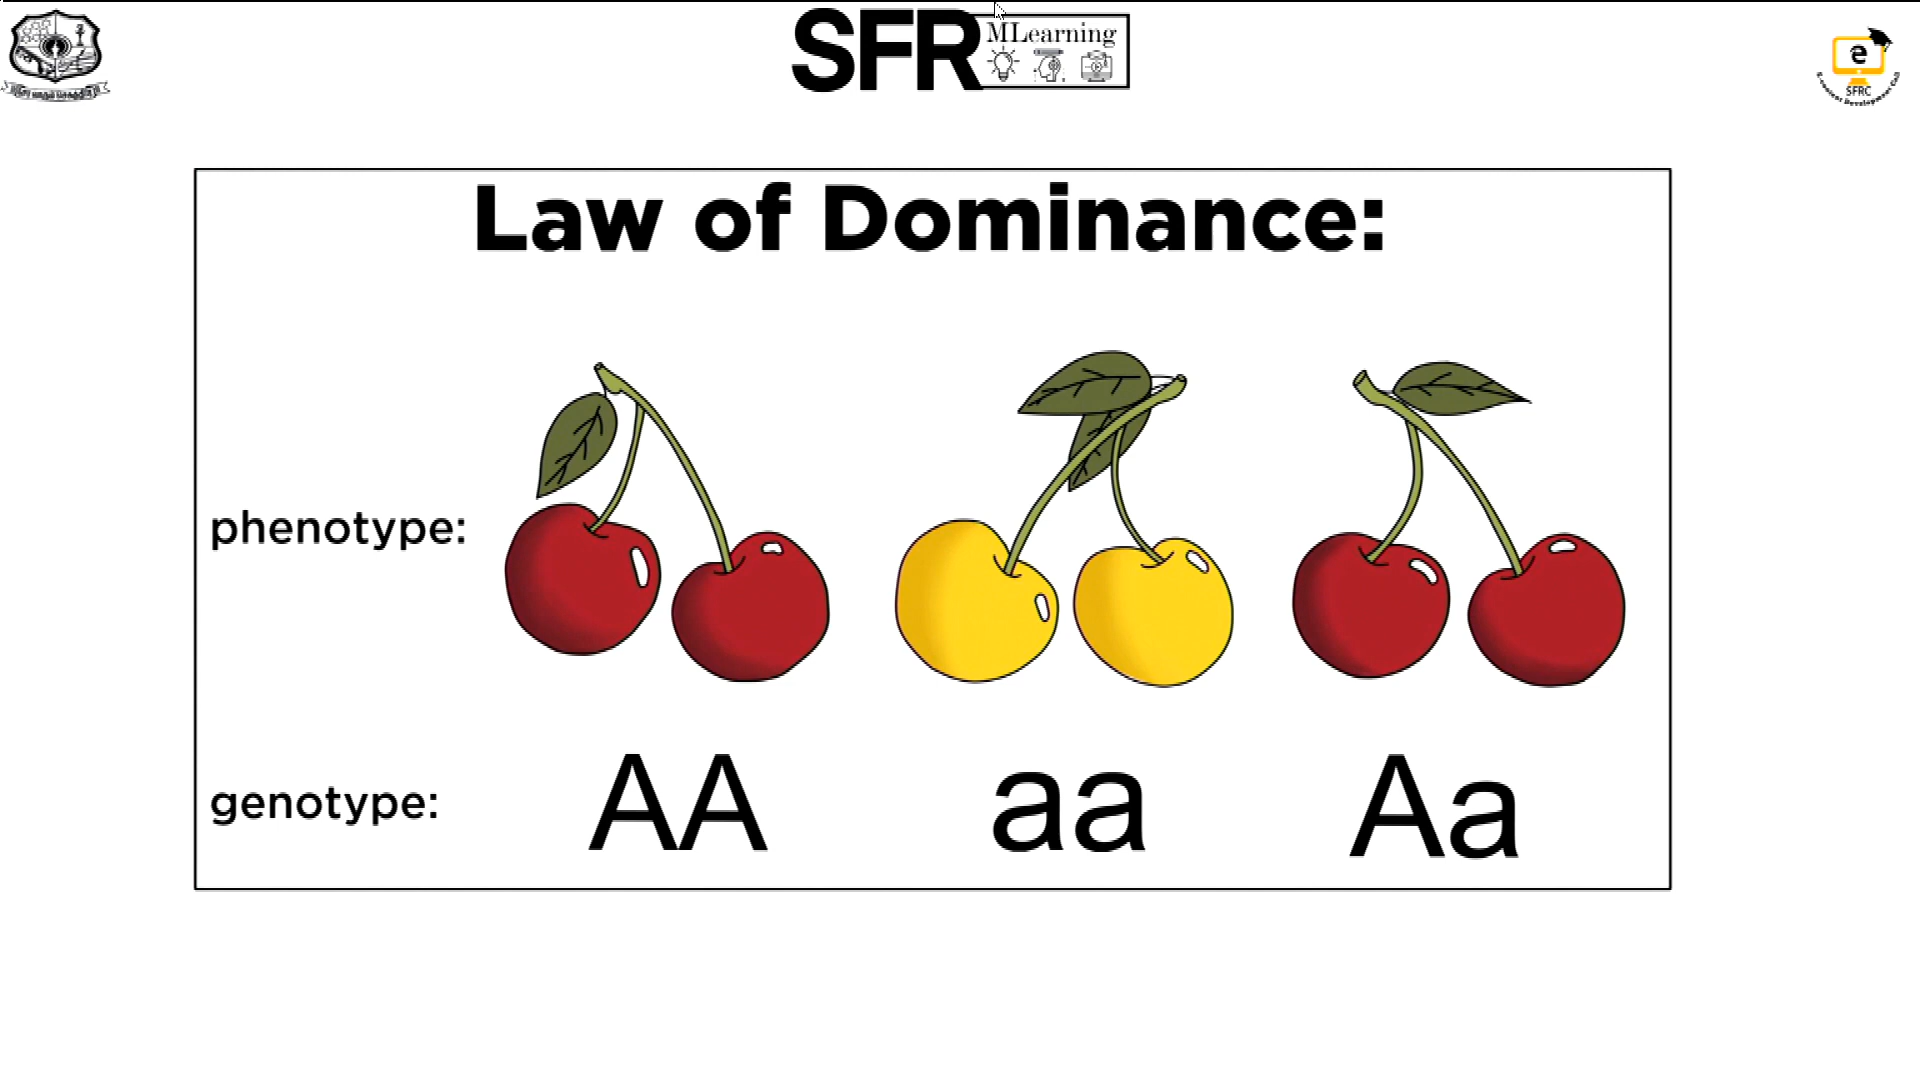 SFR
MLearning
e
SFRC
Law of Dominance:
phenotype:
genotype:
AA
aa
Aa